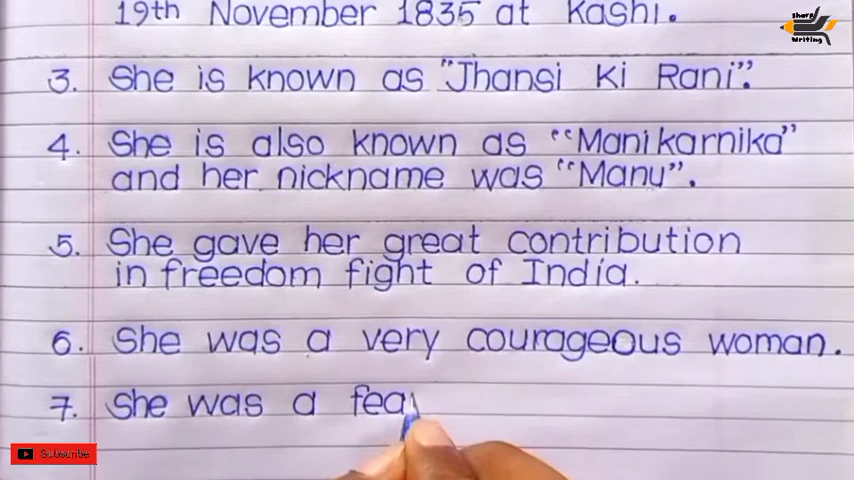 19th November 1835 at Kashi.
3. She is known as "Jhansi Ki Rani".
4. She is also known as "Manikarnika"
and her nickname was "Manu".
5. She gave her great contribution
in freedom fight of India.
6. She was a very courageous woman.
7. She was a fea
Sharp
Writing
Subscribe